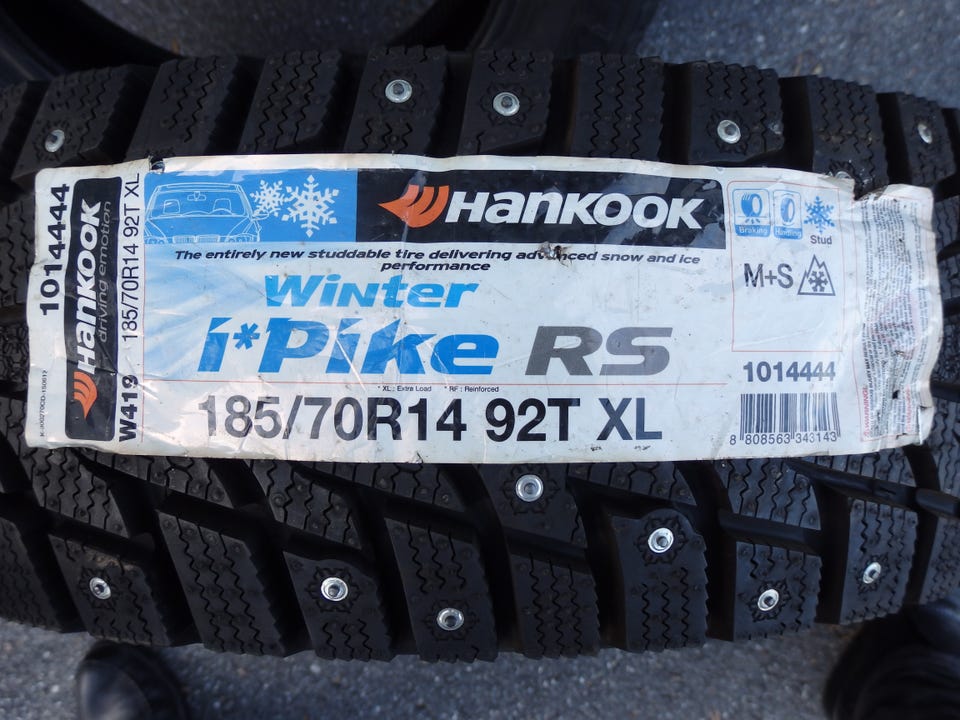 1014444
HANKOOK
driving emotion
185/70R14 92T XL
W419
HANKOOK
The entirely new studdable tire delivering advanced snow and ice
performance
Winter
i*Pike RS
* XL : Extra Load * RF : Reinforced
185/70R14 92T XL
Braking
Handling
Stud
M+S
1014444
8 808563 343143
WARNING!